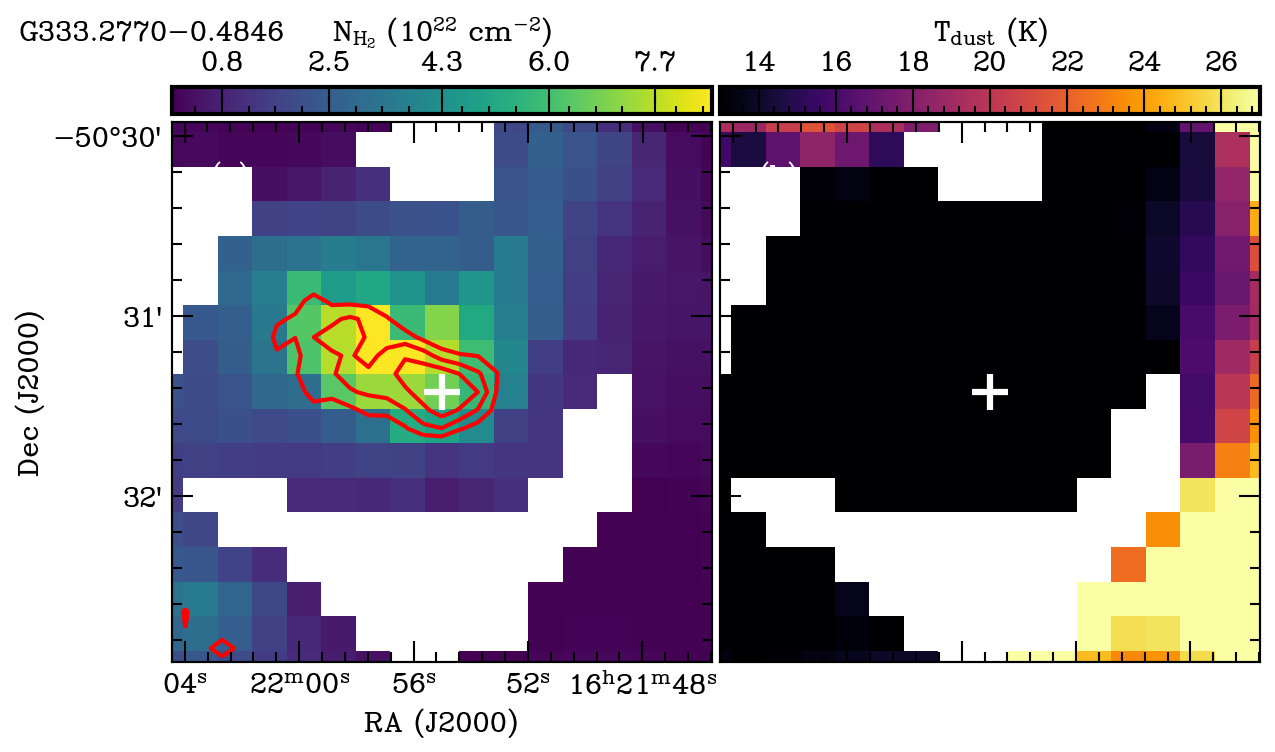 G333.2770−0.4846 N_H₂ (10²² cm⁻²) T_dust (K)
0.8 2.5 4.3 6.0 7.7 14 16 18 20 22 24 26
−50°30'
31'
32'
Dec (J2000)
04ˢ 22ᵐ00ˢ 56ˢ 52ˢ 16ʰ21ᵐ48ˢ
RA (J2000)